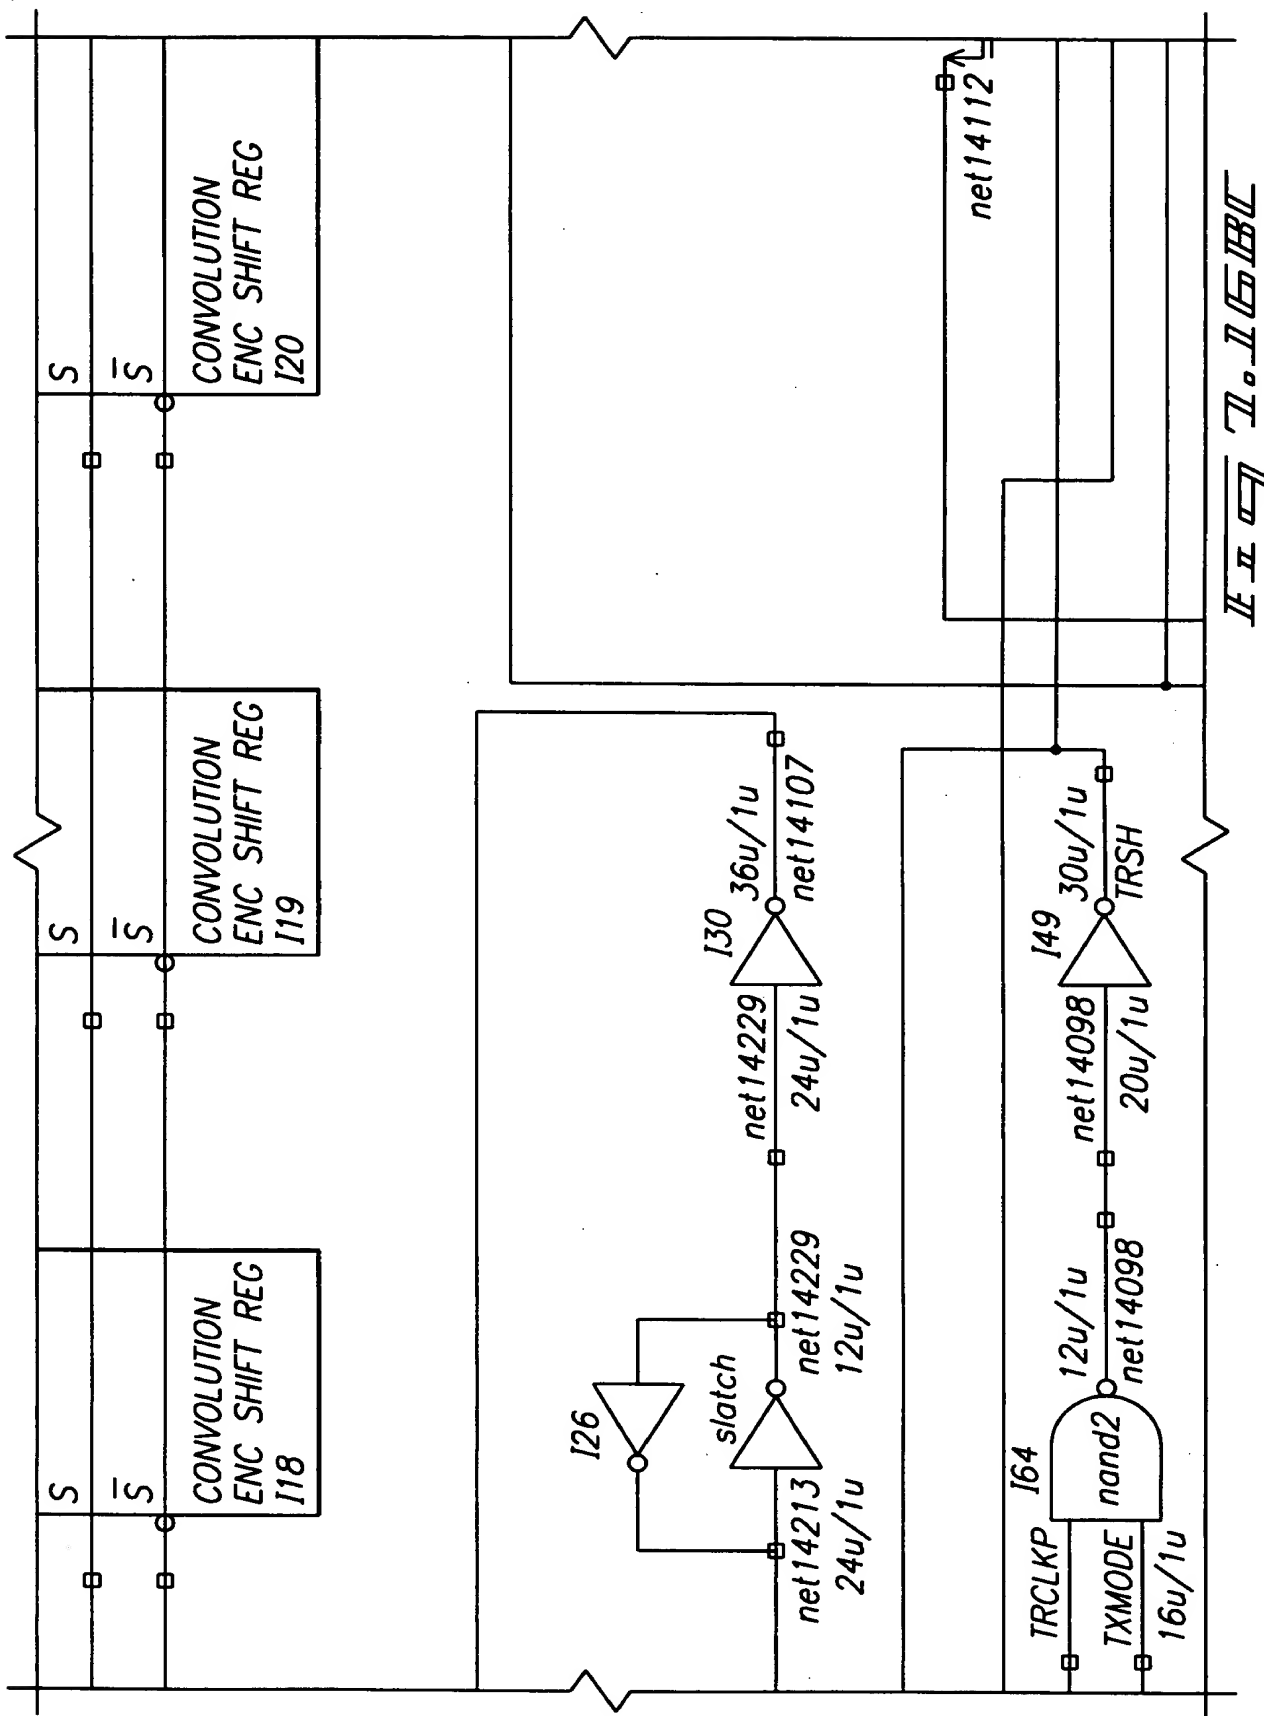 S
S̅
CONVOLUTION
ENC SHIFT REG
I18
S
S̅
CONVOLUTION
ENC SHIFT REG
I19
S
S̅
CONVOLUTION
ENC SHIFT REG
I20
I26
slatch
net14213
24u/1u
net14229
12u/1u
net14229
24u/1u
I30
36u/1u
net14107
net14112
TRCLKP
TXMODE
16u/1u
I64
nand2
12u/1u
net14098
net14098
20u/1u
I49
30u/1u
TRSH